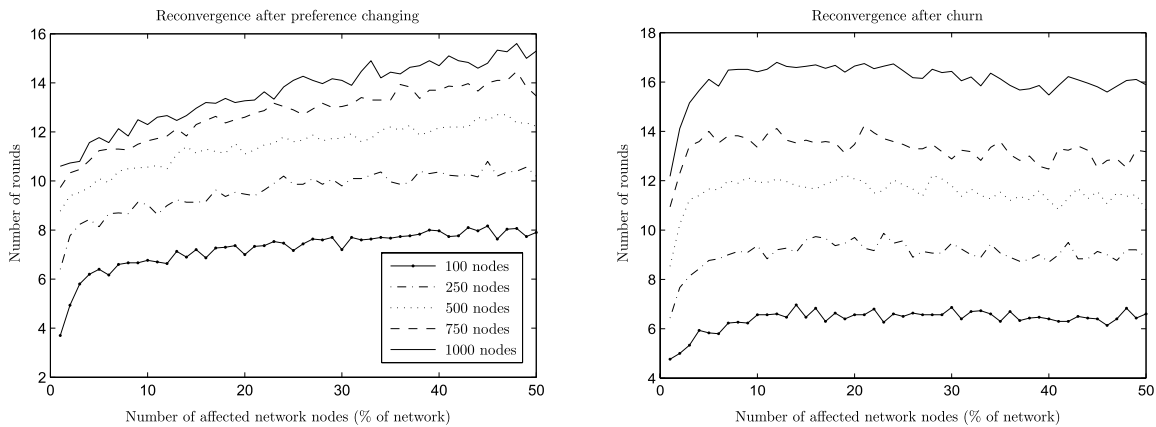 Reconvergence after preference changing
Number of rounds
16
14
12
10
8
6
4
2
0
10
20
30
40
50
Number of affected network nodes (% of network)
100 nodes
250 nodes
500 nodes
750 nodes
1000 nodes
Reconvergence after churn
Number of rounds
18
16
14
12
10
8
6
4
0
10
20
30
40
50
Number of affected network nodes (% of network)